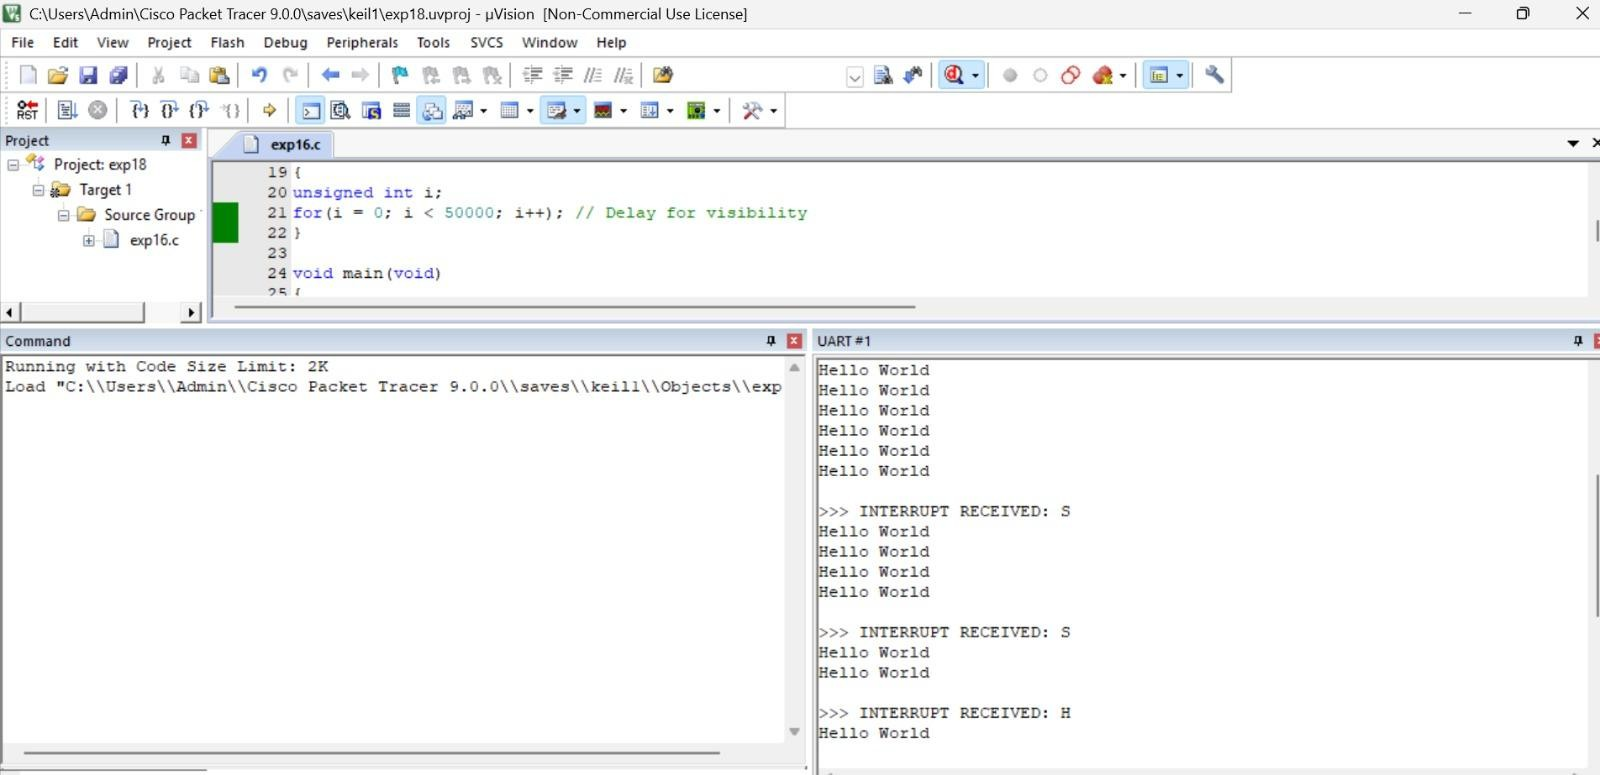 C:\Users\Admin\Cisco Packet Tracer 9.0.0\saves\keil1\exp18.uvproj - µVision [Non-Commercial Use License]
File Edit View Project Flash Debug Peripherals Tools SVCS Window Help
RST
Project
exp16.c
Project: exp18
Target 1
Source Group
exp16.c
19 {
20 unsigned int i;
21 for(i = 0; i < 50000; i++); // Delay for visibility
22 }
23
24 void main(void)
25 {
Command
Running with Code Size Limit: 2K
Load "C:\\Users\\Admin\\Cisco Packet Tracer 9.0.0\\saves\\keil1\\Objects\\exp
UART #1
Hello World
Hello World
Hello World
Hello World
Hello World
Hello World
>>> INTERRUPT RECEIVED: S
Hello World
Hello World
Hello World
Hello World
>>> INTERRUPT RECEIVED: S
Hello World
Hello World
>>> INTERRUPT RECEIVED: H
Hello World